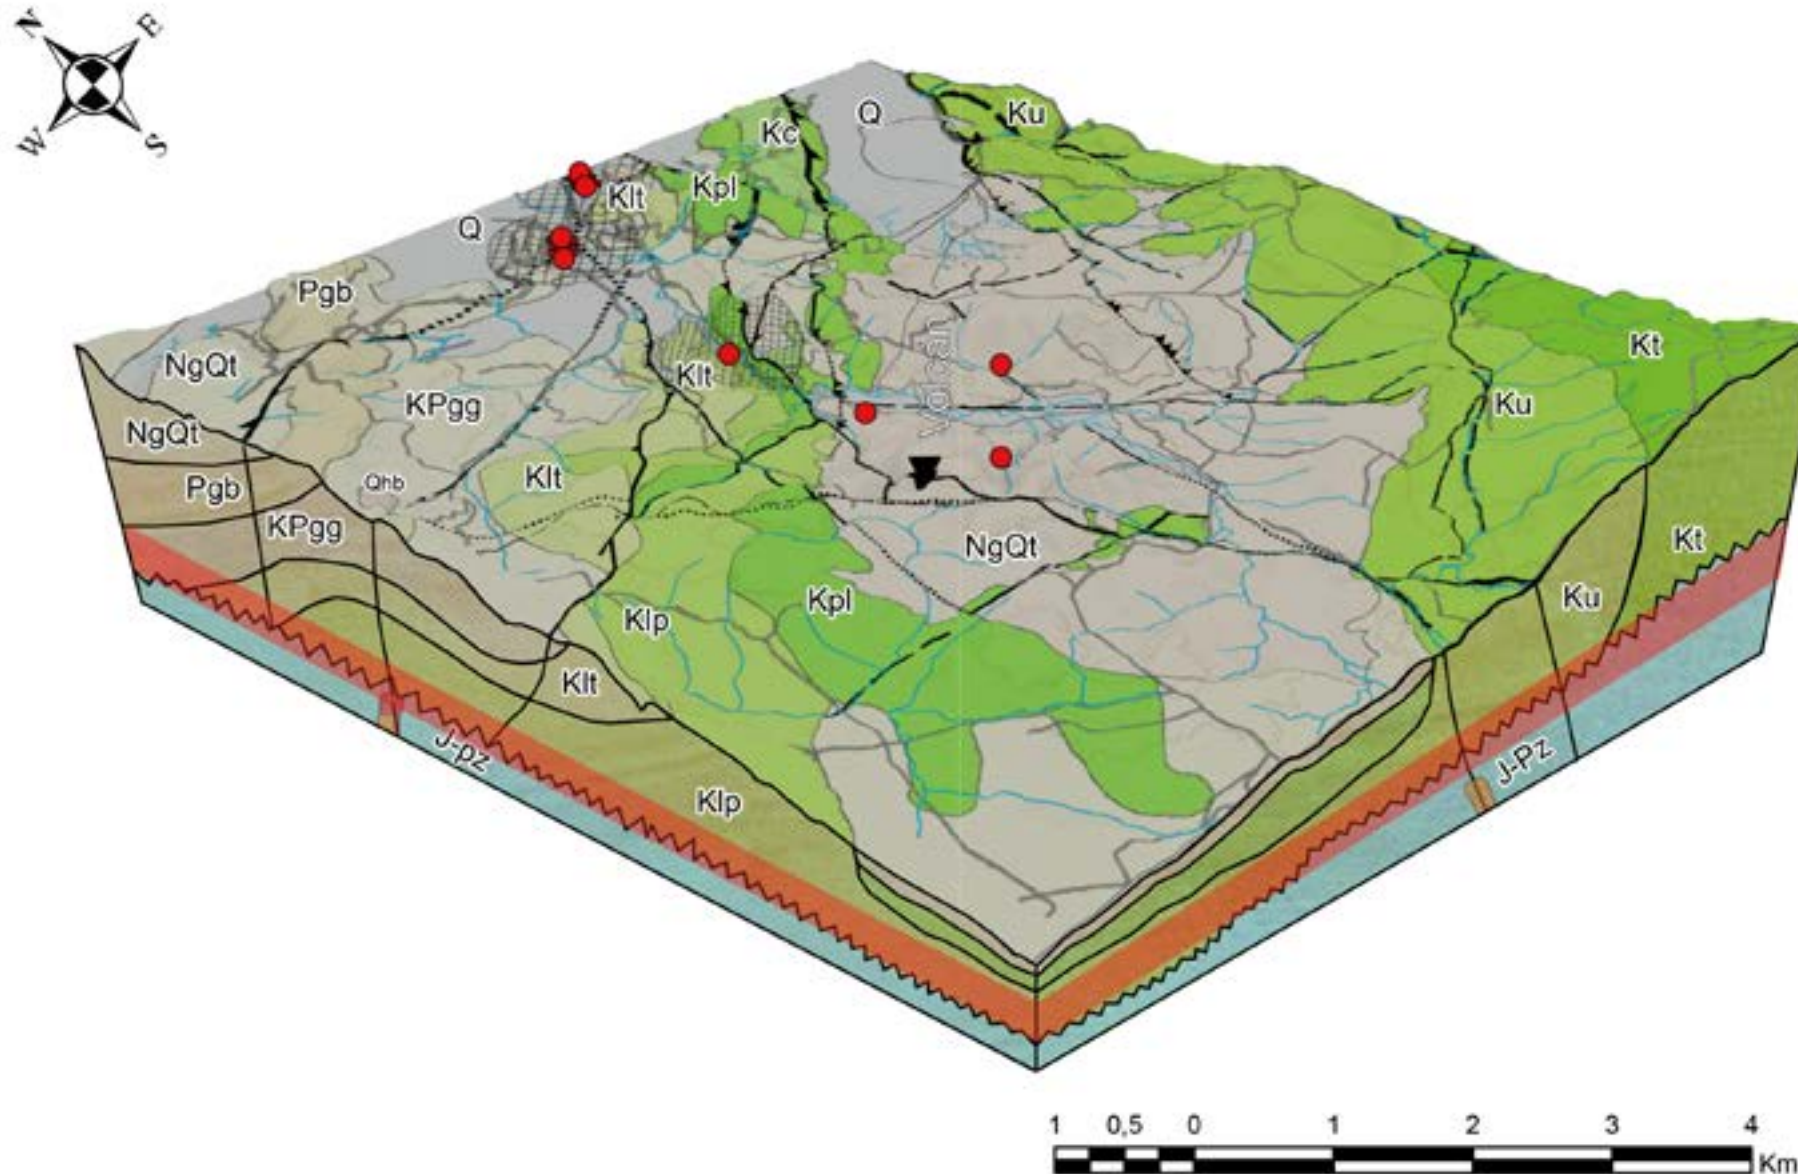 N
E
W
S
Q
Ku
Kc
Klt
Kpl
Q
Pgb
NgQt
KPgg
Klt
Kt
Ku
NgQt
Klt
Qhb
Pgb
KPgg
NgQt
Kt
Kpl
Klp
Ku
Klt
J-pz
J-Pz
Klp
1 0,5 0 1 2 3 4
Km